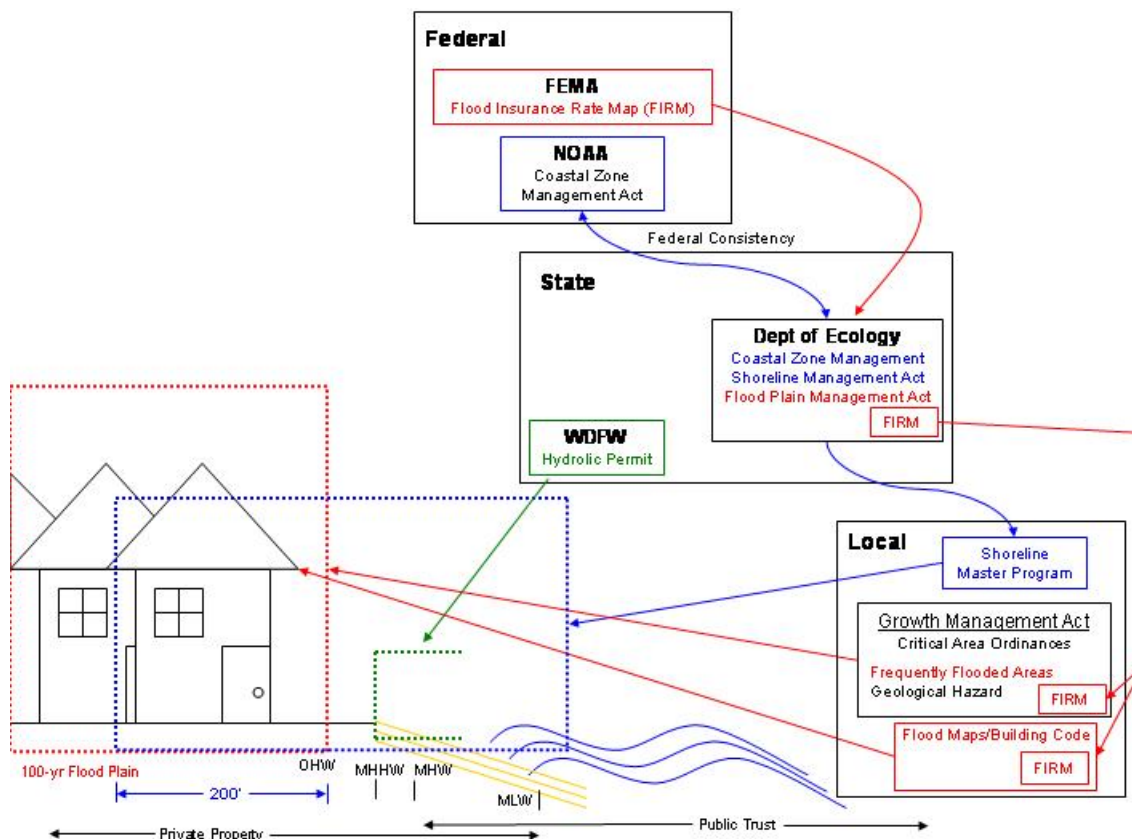 Federal
FEMA
Flood Insurance Rate Map (FIRM)
NOAA
Coastal Zone
Management Act
Federal Consistency
State
Dept of Ecology
Coastal Zone Management
Shoreline Management Act
Flood Plain Management Act
FIRM
WDFW
Hydrolic Permit
Local
Shoreline
Master Program
Growth Management Act
Critical Area Ordinances
Frequently Flooded Areas
Geological Hazard
FIRM
Flood Maps/Building Code
FIRM
100-yr Flood Plain
OHW
MHHW
MHW
MLW
200'
Private Property
Public Trust